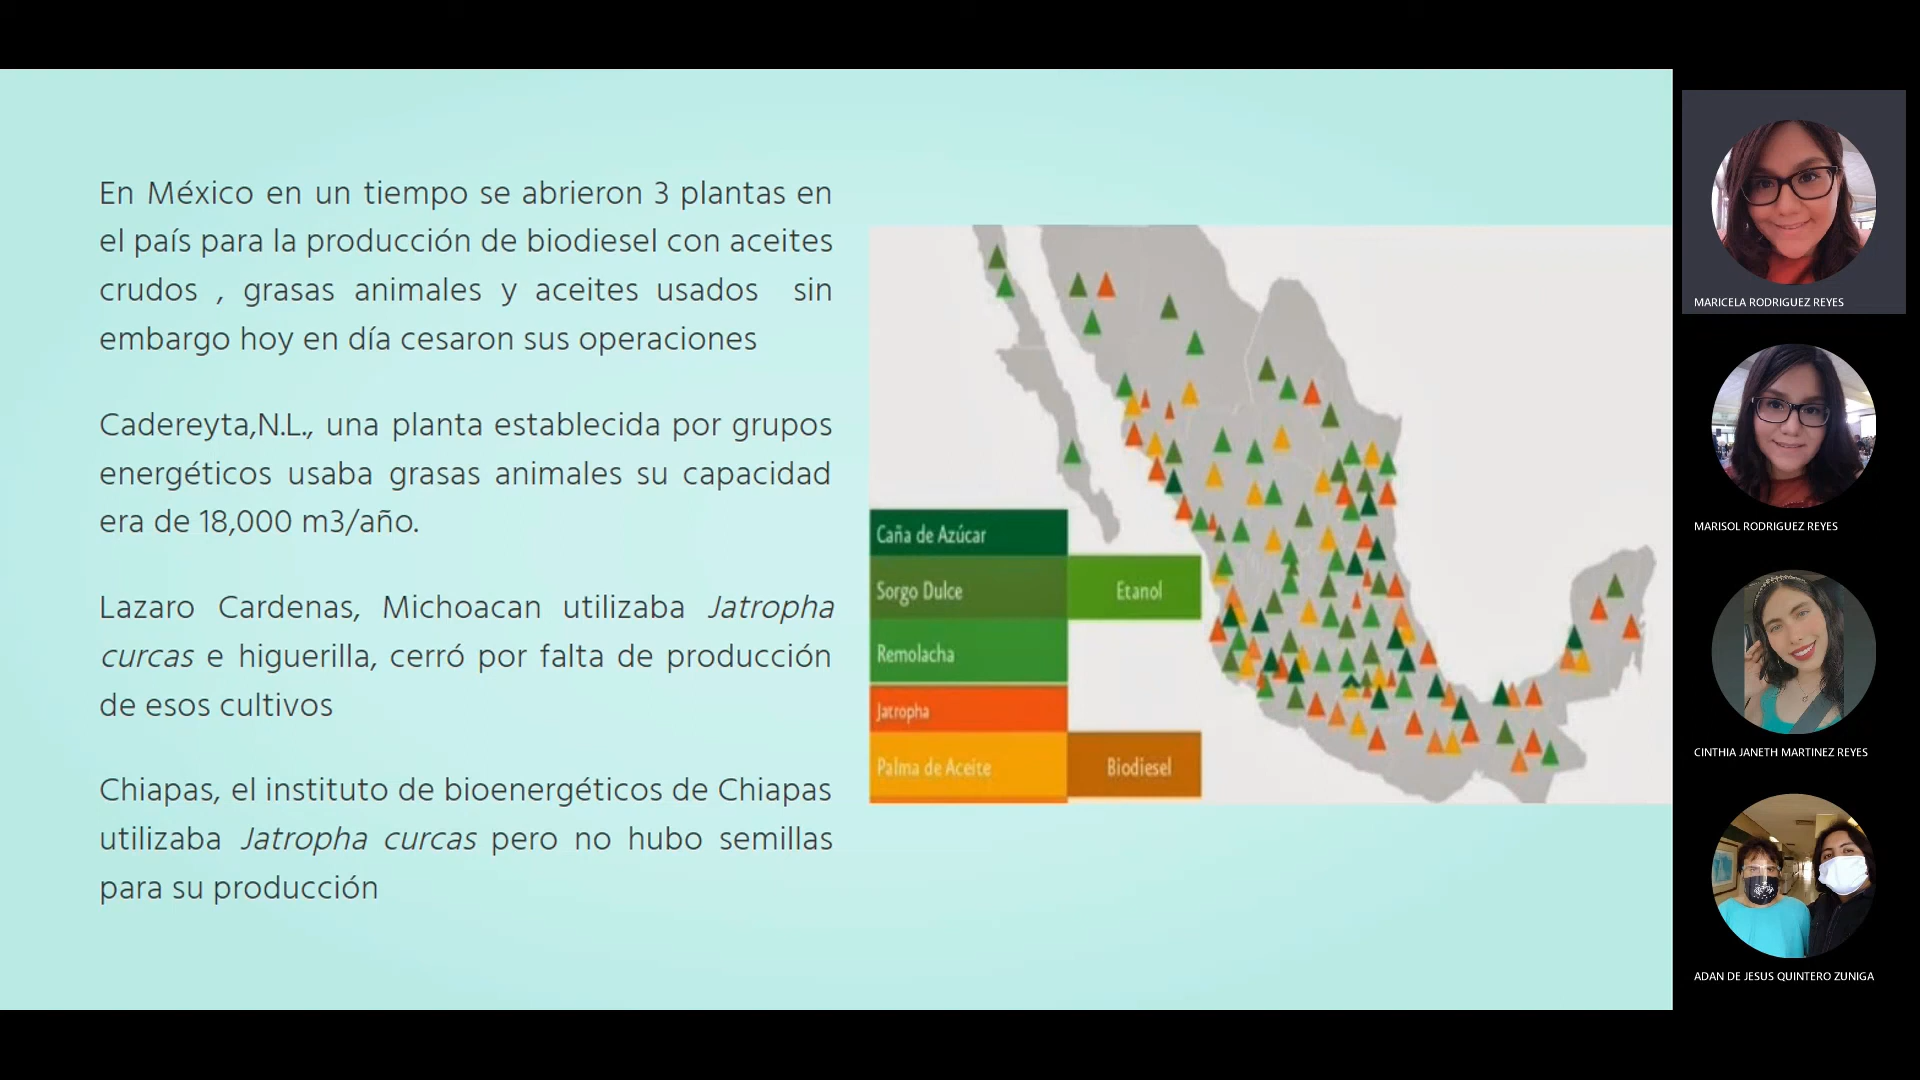 En México en un tiempo se abrieron 3 plantas en
el país para la producción de biodiesel con aceites
crudos , grasas animales y aceites usados sin
embargo hoy en día cesaron sus operaciones
Cadereyta,N.L., una planta establecida por grupos
energéticos usaba grasas animales su capacidad
era de 18,000 m3/año.
Lazaro Cardenas, Michoacan utilizaba Jatropha
curcas e higuerilla, cerró por falta de producción
de esos cultivos
Chiapas, el instituto de bioenergéticos de Chiapas
utilizaba Jatropha curcas pero no hubo semillas
para su producción
Caña de Azúcar
Sorgo Dulce
Etanol
Remolacha
Jatropha
Palma de Aceite
Biodiesel
MARICELA RODRIGUEZ REYES
MARISOL RODRIGUEZ REYES
CINTHIA JANETH MARTINEZ REYES
ADAN DE JESUS QUINTERO ZUNIGA